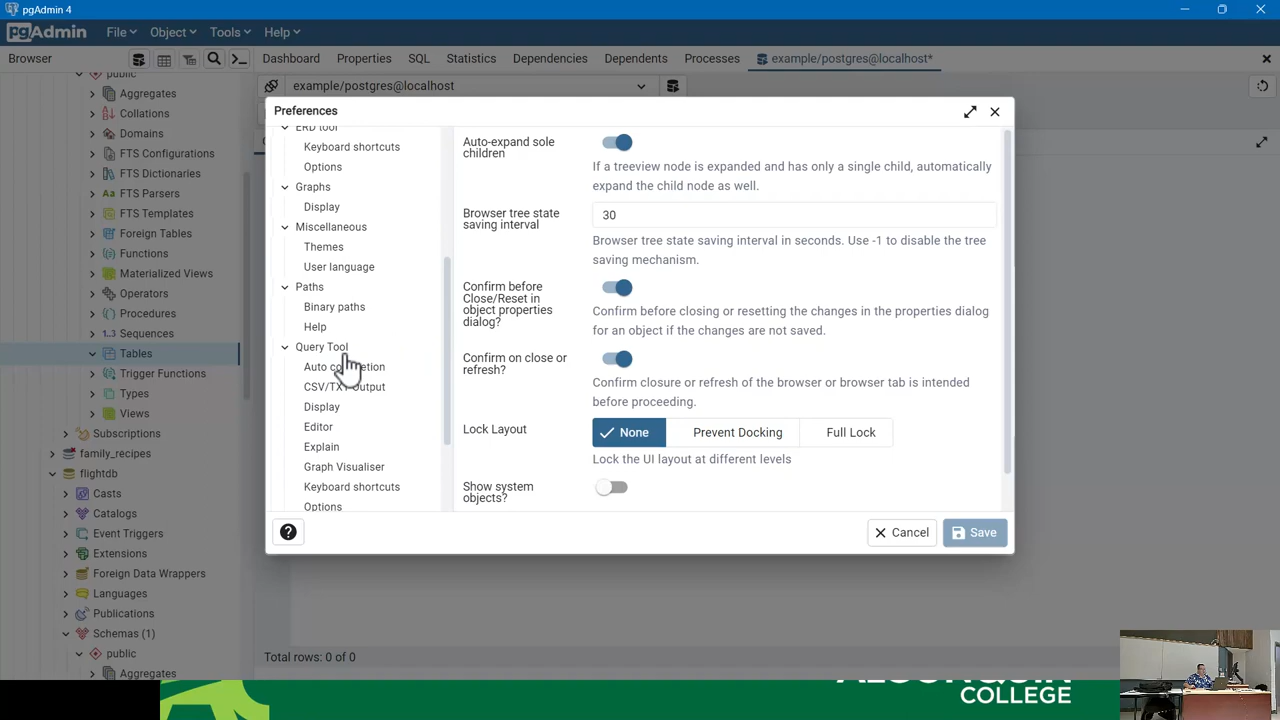 pgAdmin 4
pgAdmin File Object Tools Help
Browser Dashboard Properties SQL Statistics Dependencies Dependents Processes example/postgres@localhost*
example/postgres@localhost
public
Aggregates
Collations
Domains
FTS Configurations
FTS Dictionaries
FTS Parsers
FTS Templates
Foreign Tables
Functions
Materialized Views
Operators
Procedures
1..3 Sequences
Tables
Trigger Functions
Types
Views
Subscriptions
family_recipes
flightdb
Casts
Catalogs
Event Triggers
Extensions
Foreign Data Wrappers
Languages
Publications
Schemas (1)
public
Aggregates
Preferences
ERD tool
Keyboard shortcuts
Options
Graphs
Display
Miscellaneous
Themes
User language
Paths
Binary paths
Help
Query Tool
CSV/TXT Output
Display
Editor
Explain
Graph Visualiser
Keyboard shortcuts
Options
Auto-expand sole
children
If a treeview node is expanded and has only a single child, automatically
expand the child node as well.
Browser tree state
saving interval
30
Browser tree state saving interval in seconds. Use -1 to disable the tree
saving mechanism.
Confirm before
Close/Reset in
object properties
dialog?
Confirm before closing or resetting the changes in the properties dialog
for an object if the changes are not saved.
Confirm on close or
refresh?
Confirm closure or refresh of the browser or browser tab is intended
before proceeding.
Lock Layout
None Prevent Docking Full Lock
Lock the UI layout at different levels
Show system
objects?
Cancel Save
Total rows: 0 of 0
ALGONQUIN
COLLEGE